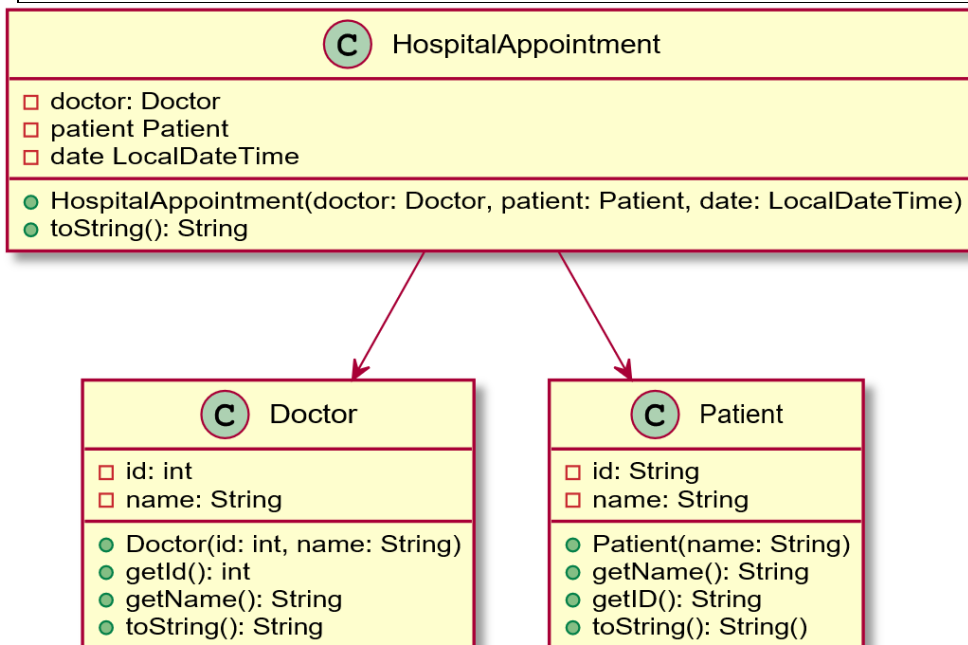 C HospitalAppointment
doctor: Doctor
patient Patient
date LocalDateTime
HospitalAppointment(doctor: Doctor, patient: Patient, date: LocalDateTime)
toString(): String
C Doctor
id: int
name: String
Doctor(id: int, name: String)
getId(): int
getName(): String
toString(): String
C Patient
id: String
name: String
Patient(name: String)
getName(): String
getID(): String
toString(): String()